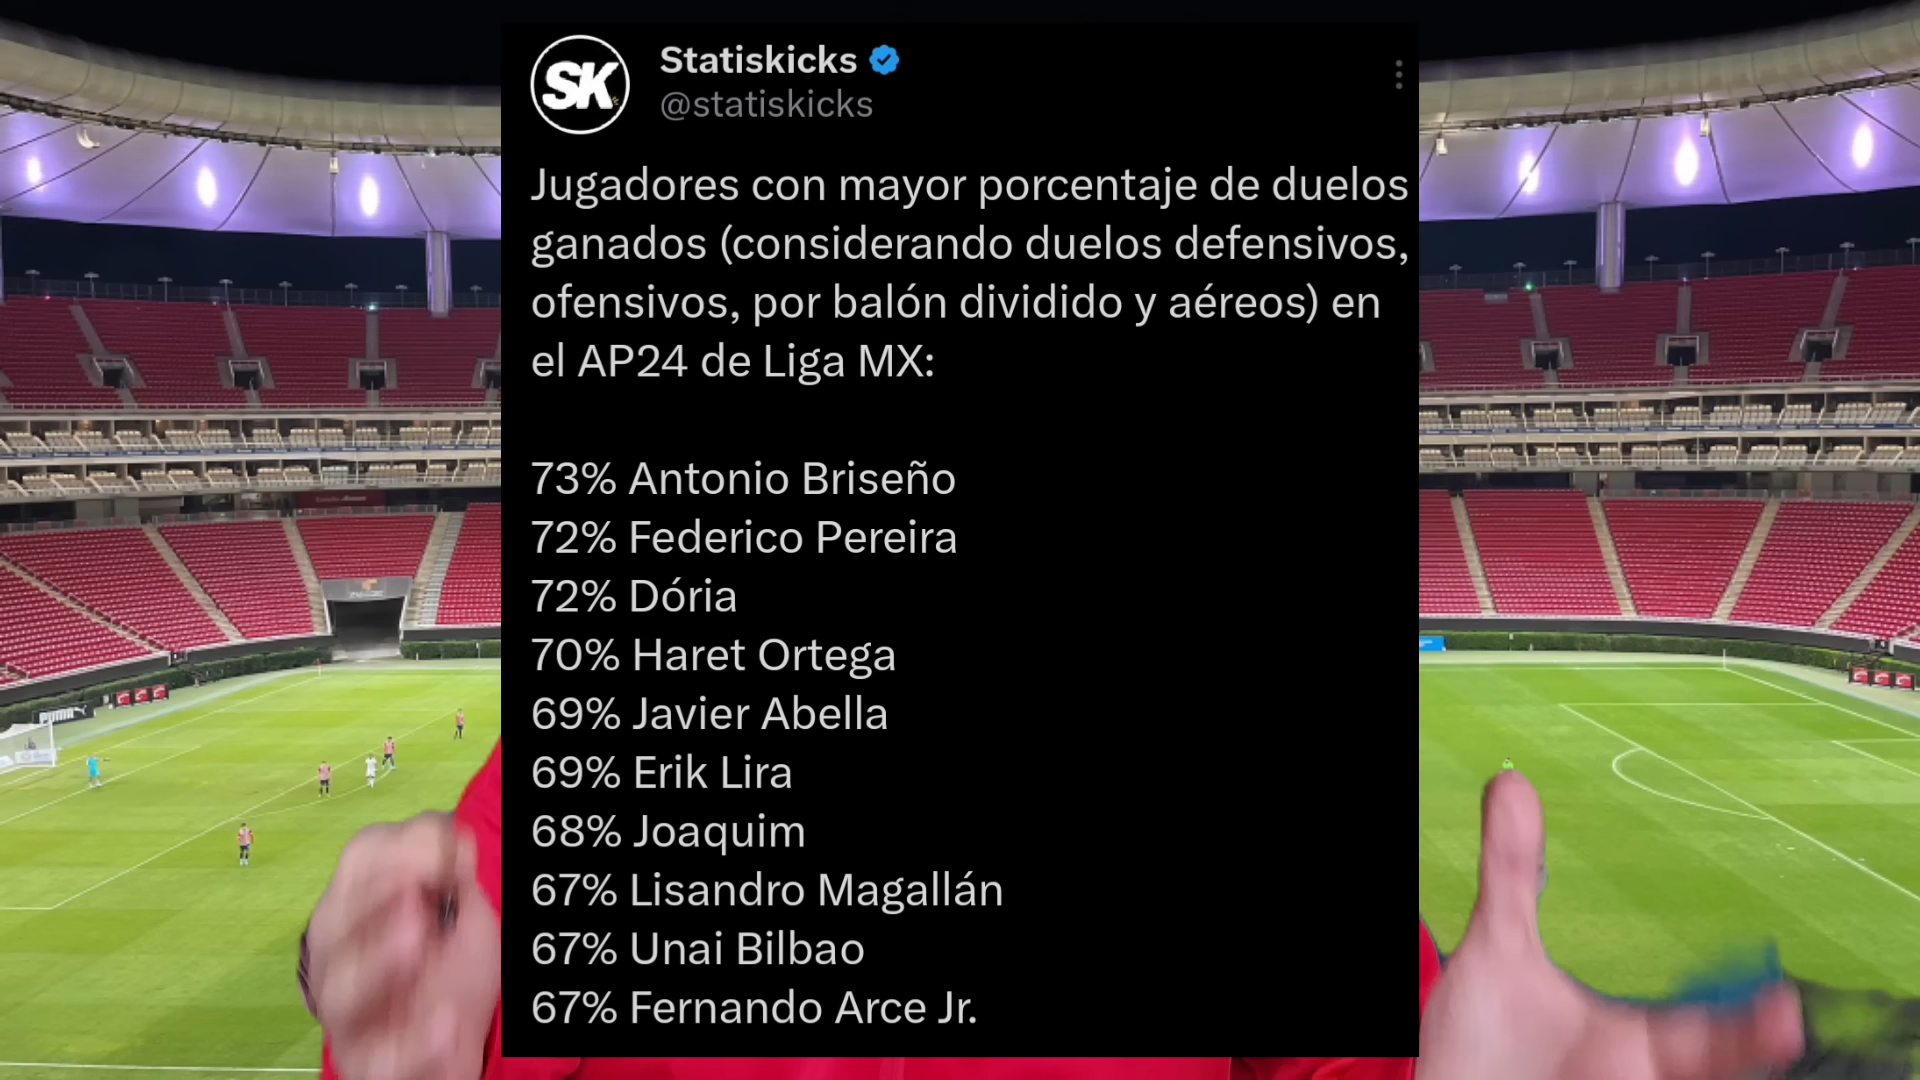 SK
Statiskicks
@statiskicks
Jugadores con mayor porcentaje de duelos
ganados (considerando duelos defensivos,
ofensivos, por balón dividido y aéreos) en
el AP24 de Liga MX:
73% Antonio Briseño
72% Federico Pereira
72% Dória
70% Haret Ortega
69% Javier Abella
69% Erik Lira
68% Joaquim
67% Lisandro Magallán
67% Unai Bilbao
67% Fernando Arce Jr.
PUMA